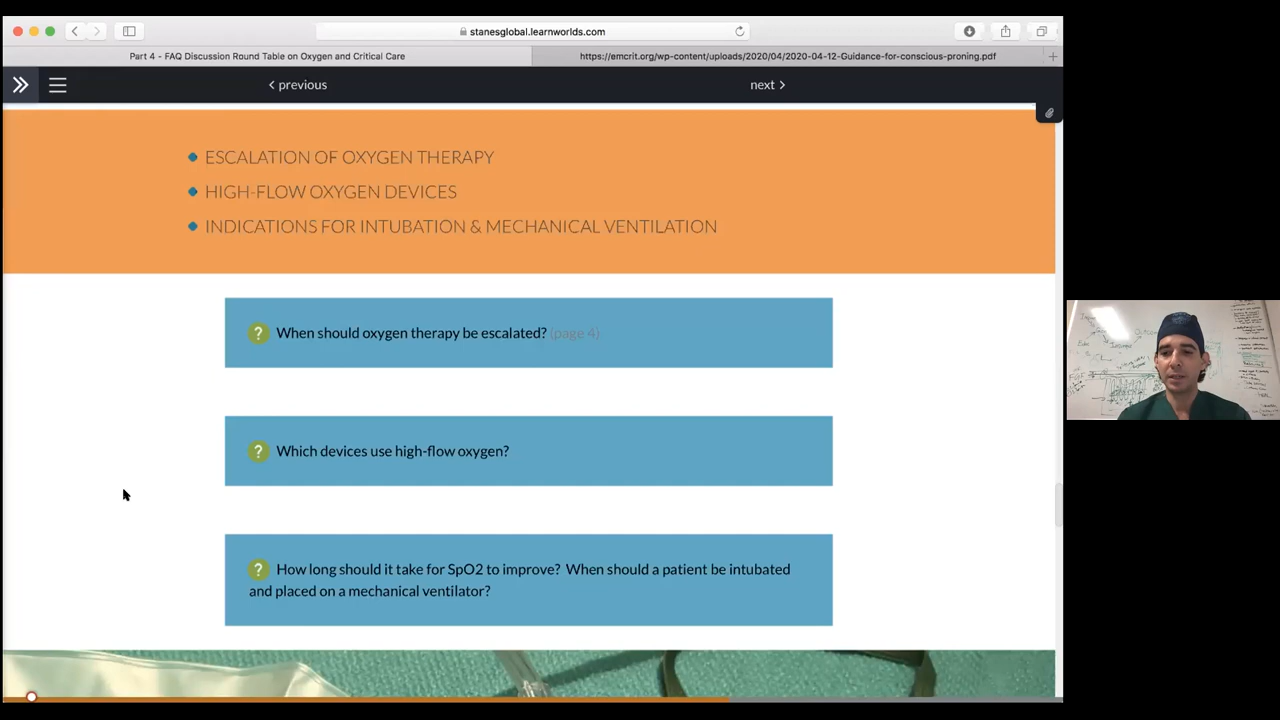 stanesglobal.learnworlds.com
Part 4 - FAQ Discussion Round Table on Oxygen and Critical Care
https://emcrit.org/wp-content/uploads/2020/04/2020-04-12-Guidance-for-conscious-proning.pdf
previous
next
ESCALATION OF OXYGEN THERAPY
HIGH-FLOW OXYGEN DEVICES
INDICATIONS FOR INTUBATION & MECHANICAL VENTILATION
? When should oxygen therapy be escalated? (page 4)
? Which devices use high-flow oxygen?
? How long should it take for SpO2 to improve? When should a patient be intubated
and placed on a mechanical ventilator?